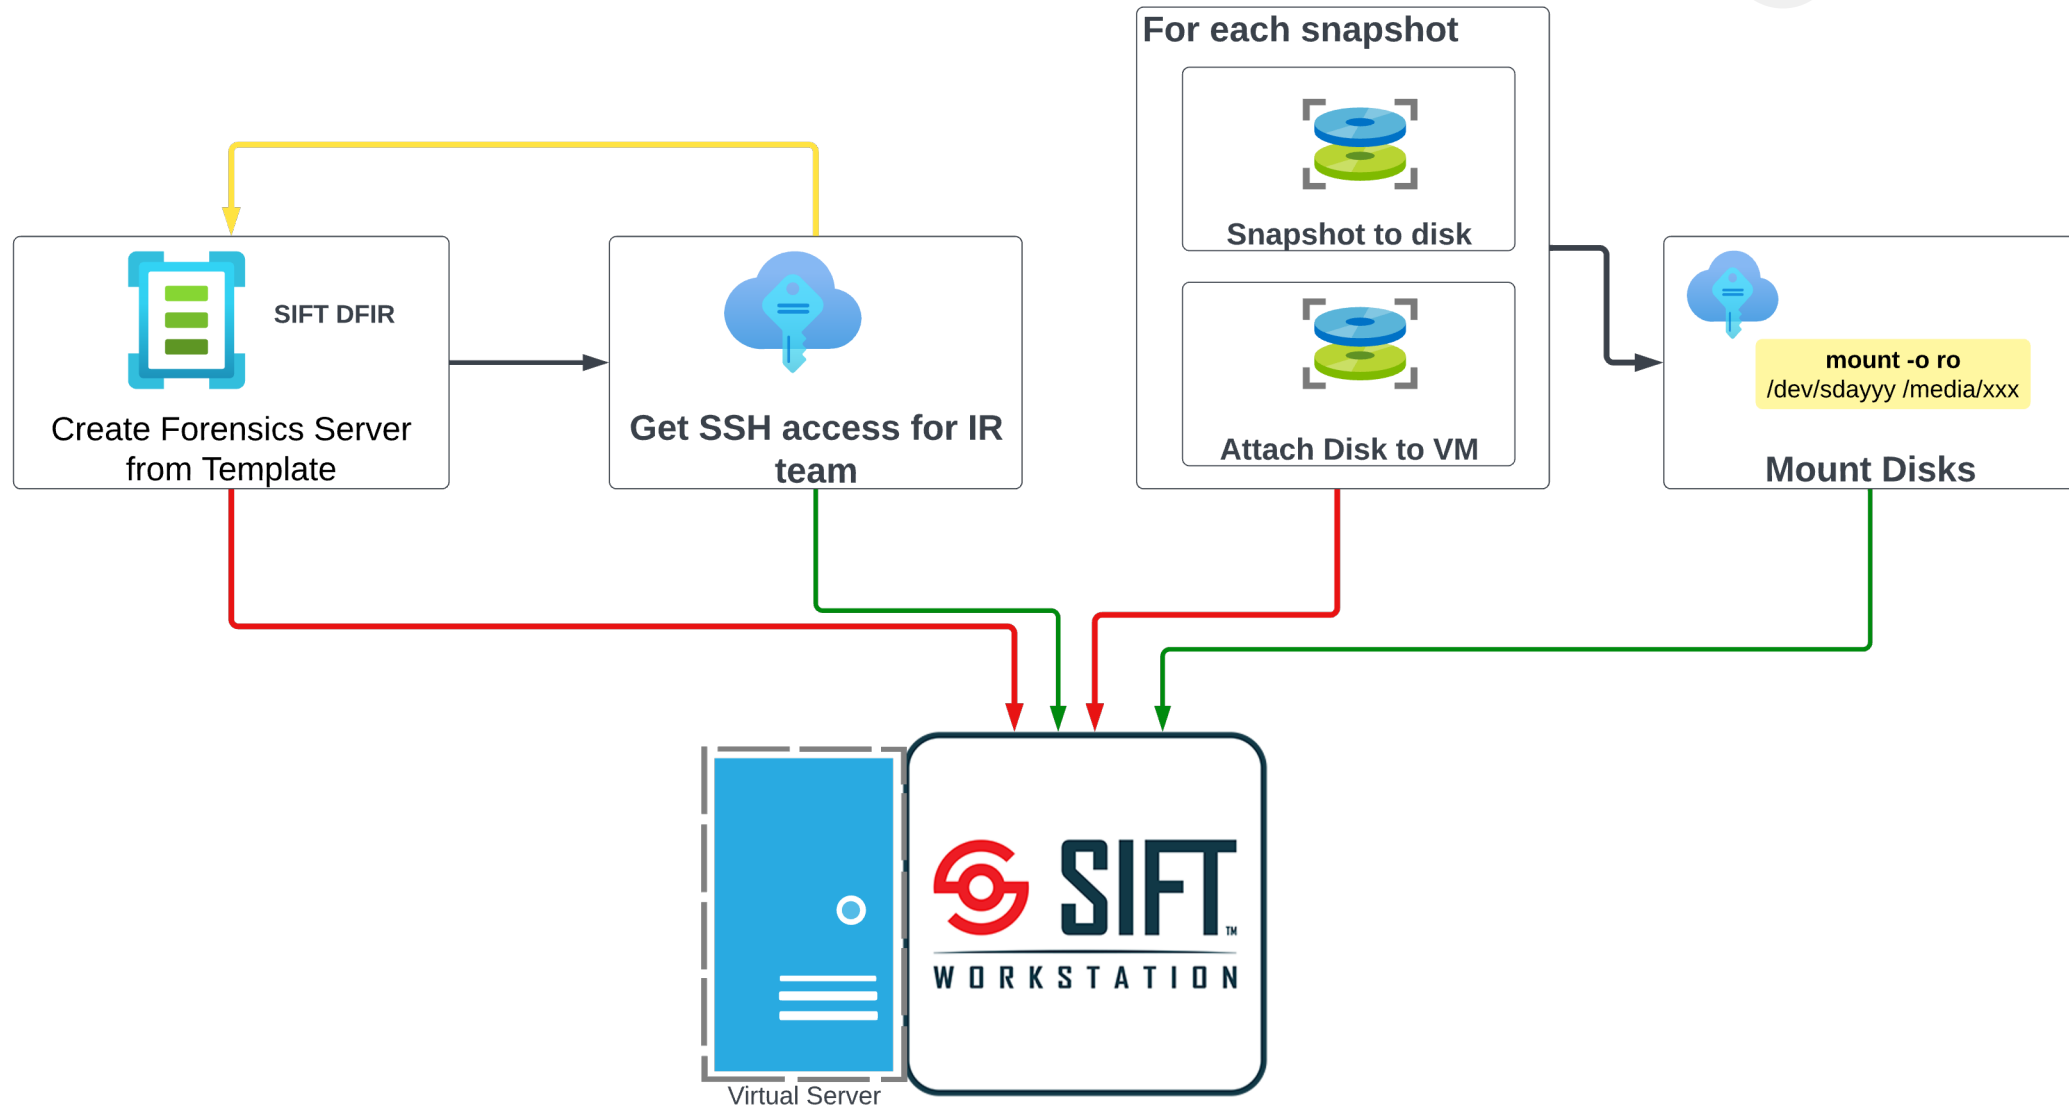 For each snapshot
Snapshot to disk
SIFT DFIR
Create Forensics Server
from Template
Get SSH access for IR
team
Attach Disk to VM
mount -o ro
/dev/sdayyy /media/xxx
Mount Disks
SIFT™
WORKSTATION
Virtual Server